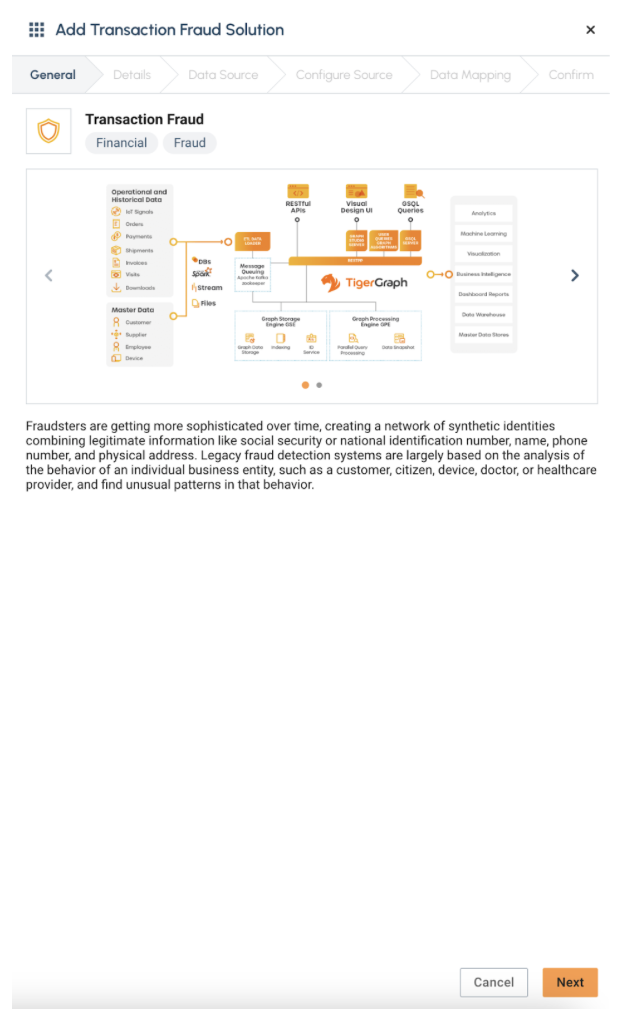 Add Transaction Fraud Solution
General
Details
Data Source
Configure Source
Data Mapping
Confirm
Transaction Fraud
Financial
Fraud
Operational and
Historical Data
IoT Signals
Orders
Payments
Shipments
Invoices
Visits
Downloads
Master Data
Customer
Supplier
Employee
Device
DBs
Spark
Stream
Files
ETL DATA
LOADER
Message
Queuing
Apache Kafka
Zookeeper
RESTful
APIs
Visual
Design UI
GSQL
Queries
TigerGraph
Graph Storage
Engine GSE
Graph Data
Storage
Indexing
ID
Service
Graph Processing
Engine GPE
Parallel Query
Processing
Data Snapshot
Analytics
Machine Learning
Visualization
Business Intelligence
Dashboard Reports
Data Warehouse
Master Data Stores
Fraudsters are getting more sophisticated over time, creating a network of synthetic identities
combining legitimate information like social security or national identification number, name, phone
number, and physical address. Legacy fraud detection systems are largely based on the analysis of
the behavior of an individual business entity, such as a customer, citizen, device, doctor, or healthcare
provider, and find unusual patterns in that behavior.
Cancel
Next